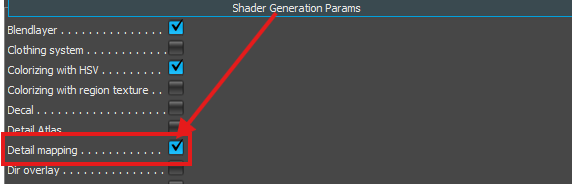 Shader Generation Params
Blendlayer . . . . . . . . . . . . . . .
Clothing system . . . . . . . . . . .
Colorizing with HSV . . . . . . . . .
Colorizing with region texture . .
Decal . . . . . . . . . . . . . . . . . . . .
Detail Atlas
Detail mapping . . . . . . . . . . . .
Dir overlay . . . . . . . . . . . . . . .